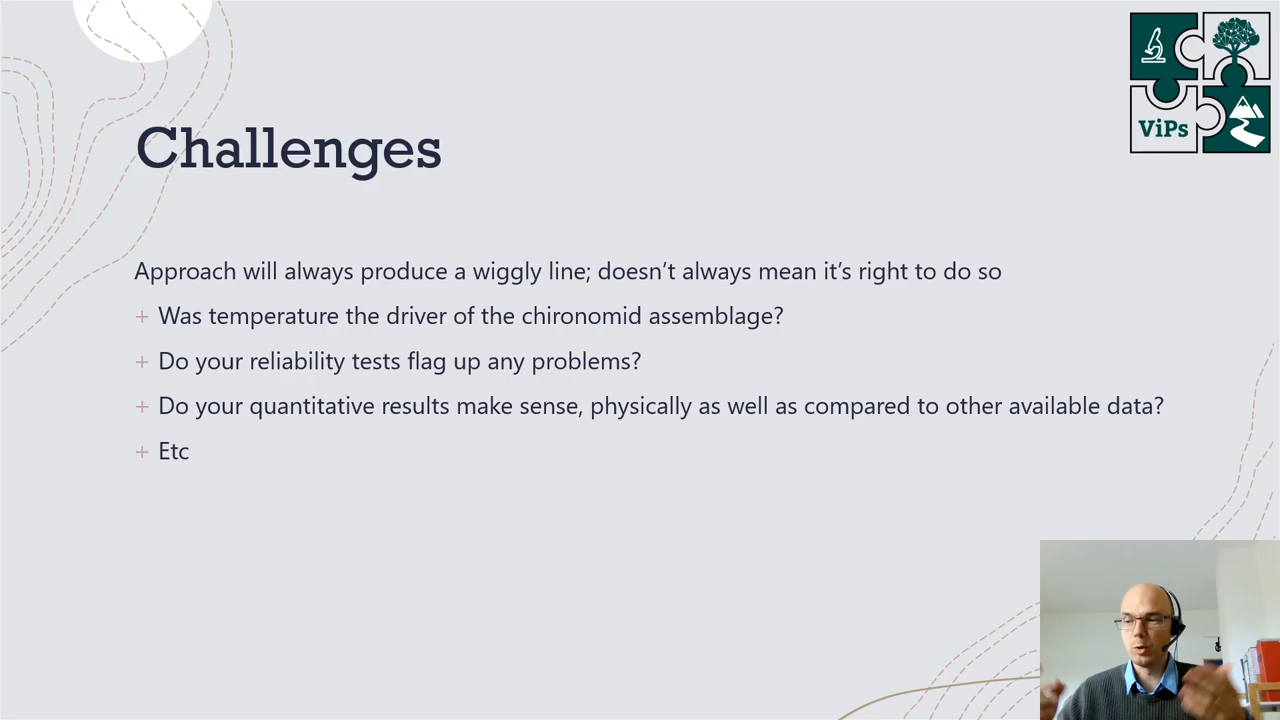 ViPs
Challenges
Approach will always produce a wiggly line; doesn’t always mean it’s right to do so
+ Was temperature the driver of the chironomid assemblage?
+ Do your reliability tests flag up any problems?
+ Do your quantitative results make sense, physically as well as compared to other available data?
+ Etc